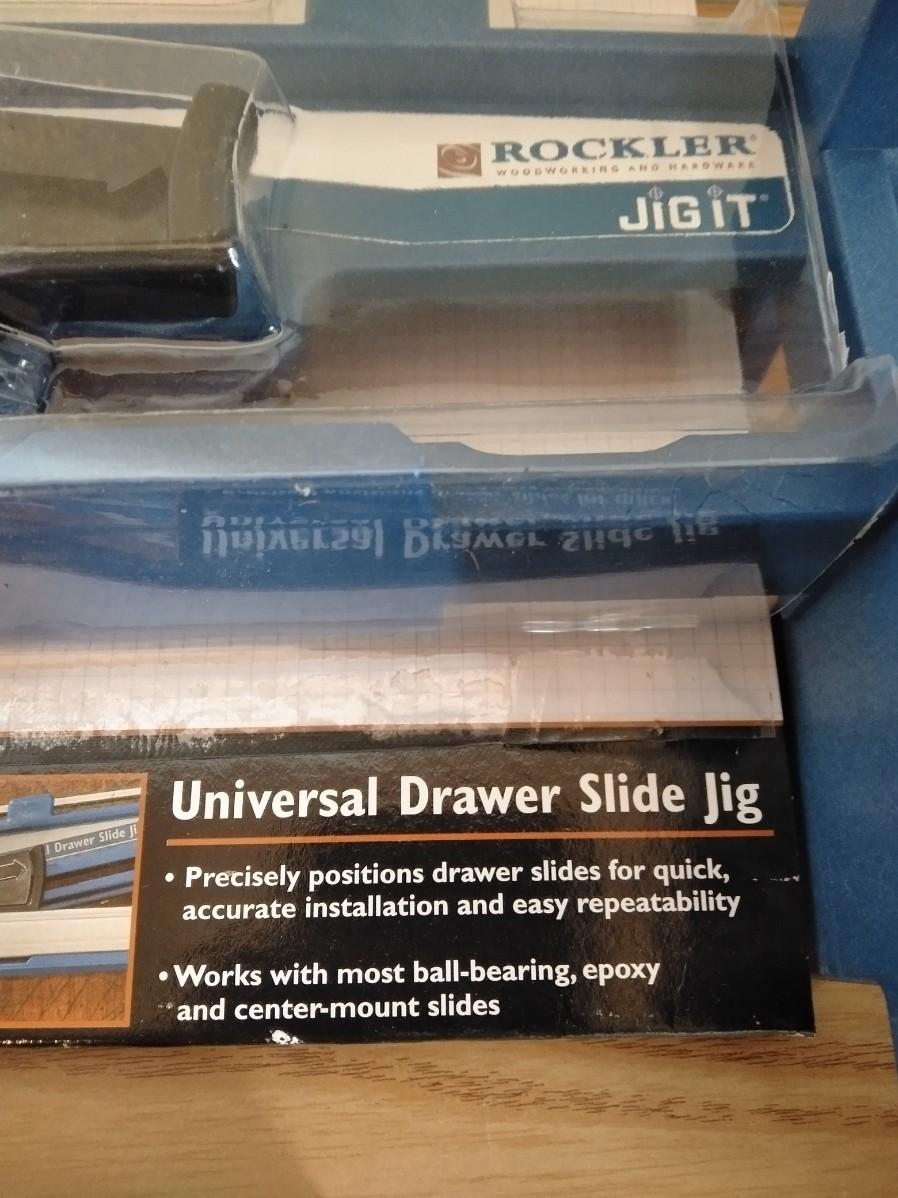 ROCKLER®
WOODWORKING AND HARDWARE
JIG IT®
Universal Drawer Slide Jig
Universal Drawer Slide Jig
• Precisely positions drawer slides for quick,
accurate installation and easy repeatability
• Works with most ball-bearing, epoxy
and center-mount slides
Drawer Slide Ji